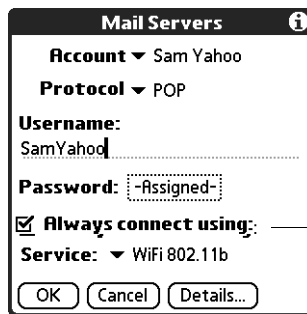 Mail Servers
Account Sam Yahoo
Protocol POP
Username:
SamYahoo
Password: -Assigned-
Always connect using:
Service: WiFi 802.11b
OK Cancel Details...